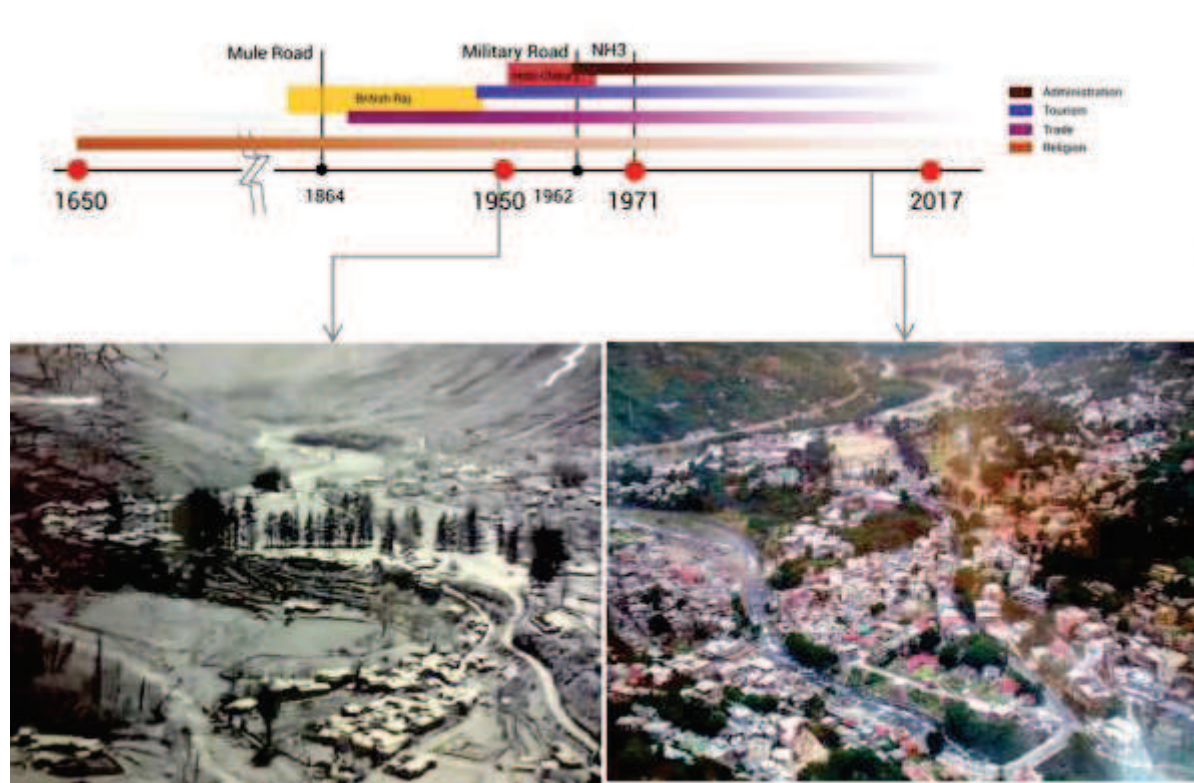 Mule Road
Military Road
NH3
British Raj
Administration
Tourism
Trade
Religion
1650
1864
1950
1962
1971
2017